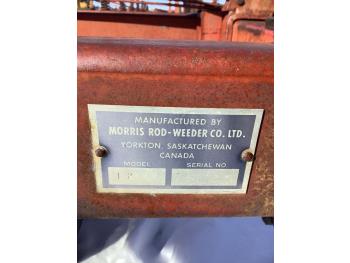 MANUFACTURED BY
MORRIS ROD-WEEDER CO. LTD.
YORKTON, SASKATCHEWAN
CANADA
MODEL SERIAL NO